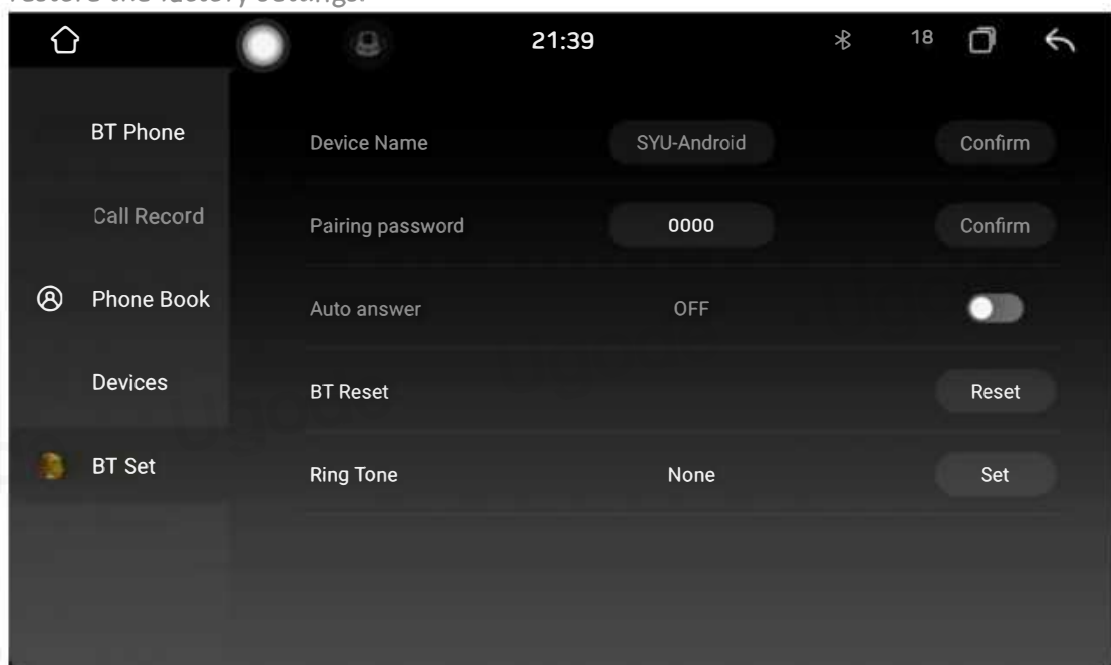 restore the factory settings.
21:39
18
BT Phone
Device Name
SYU-Android
Confirm
Call Record
Pairing password
0000
Confirm
Phone Book
Auto answer
OFF
Devices
BT Reset
Reset
BT Set
Ring Tone
None
Set